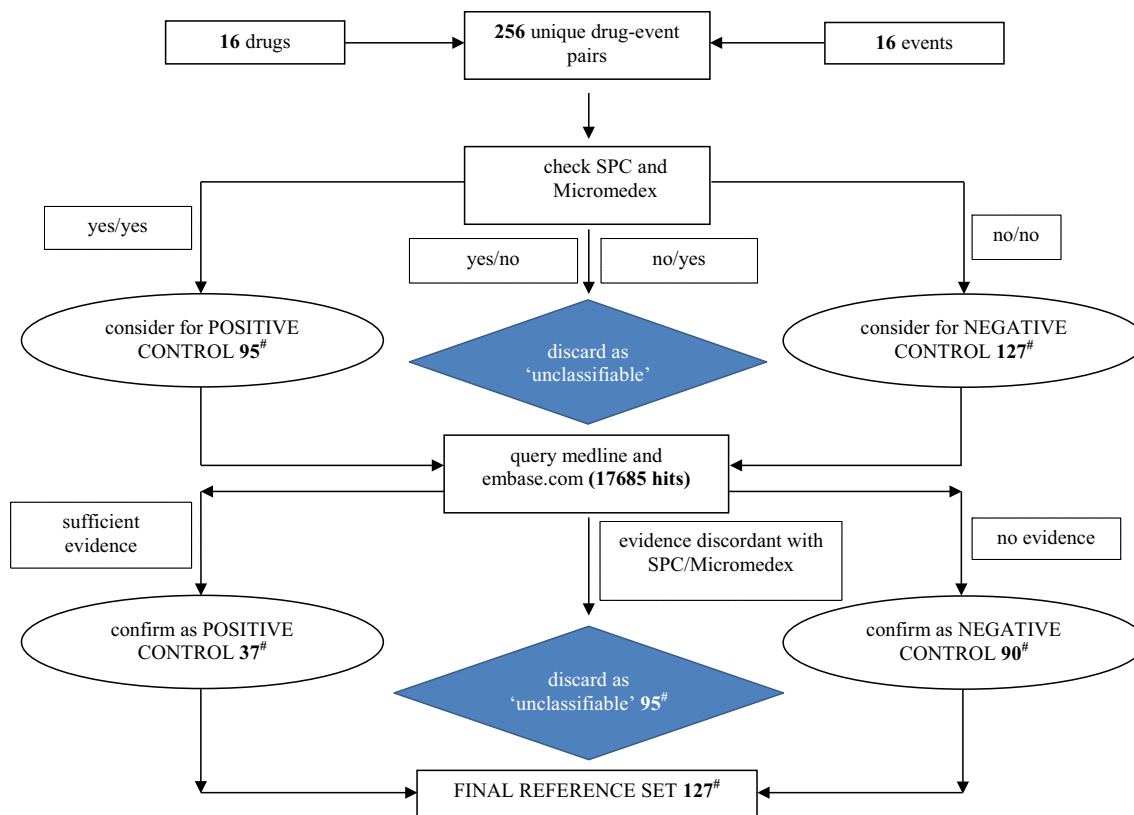 16 drugs
256 unique drug-event
pairs
16 events
check SPC and
Micromedex
yes/yes
yes/no
no/yes
no/no
consider for POSITIVE
CONTROL 95#
discard as
‘unclassifiable’
consider for NEGATIVE
CONTROL 127#
query medline and
embase.com (17685 hits)
sufficient
evidence
evidence discordant with
SPC/Micromedex
no evidence
confirm as POSITIVE
CONTROL 37#
discard as
‘unclassifiable’ 95#
confirm as NEGATIVE
CONTROL 90#
FINAL REFERENCE SET 127#